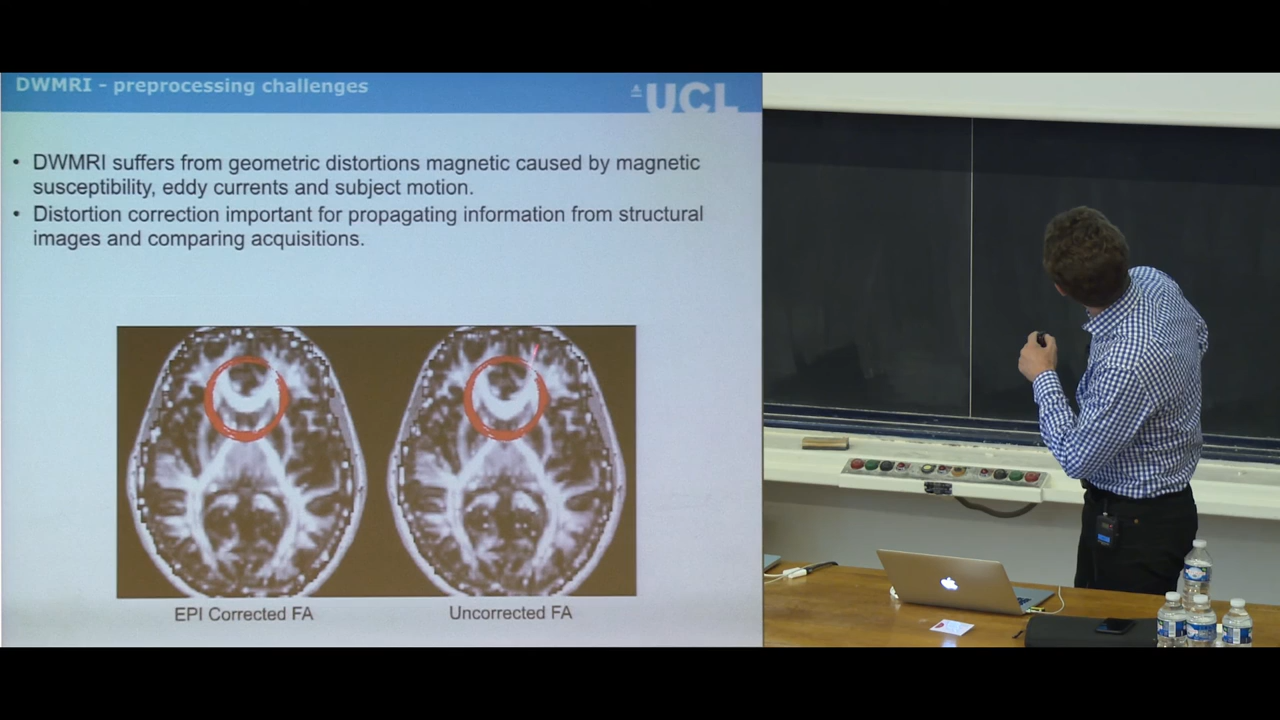 DWMRI - preprocessing challenges
UCL
• DWMRI suffers from geometric distortions magnetic caused by magnetic
susceptibility, eddy currents and subject motion.
• Distortion correction important for propagating information from structural
images and comparing acquisitions.
EPI Corrected FA
Uncorrected FA